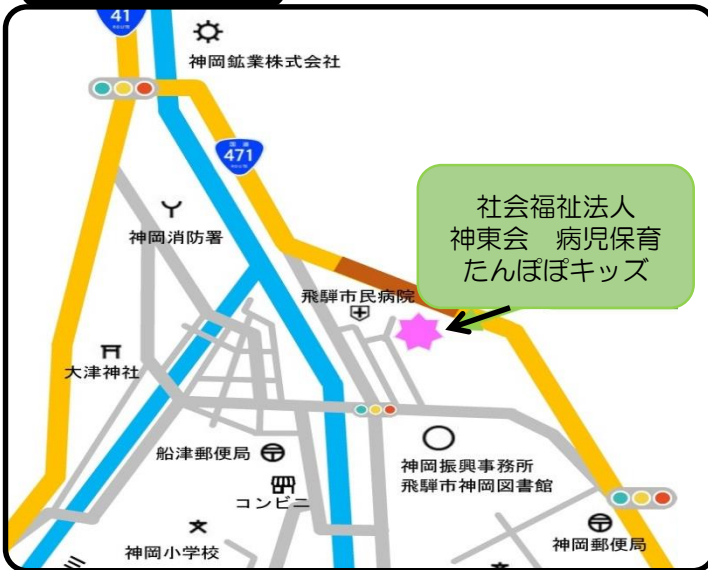 41
神岡鉱業株式会社
国道
471
ROUTE
社会福祉法人
神東会　病児保育
たんぽぽキッズ
神岡消防署
飛騨市民病院
大津神社
船津郵便局
神岡振興事務所
飛騨市神岡図書館
コンビニ
神岡小学校
神岡郵便局